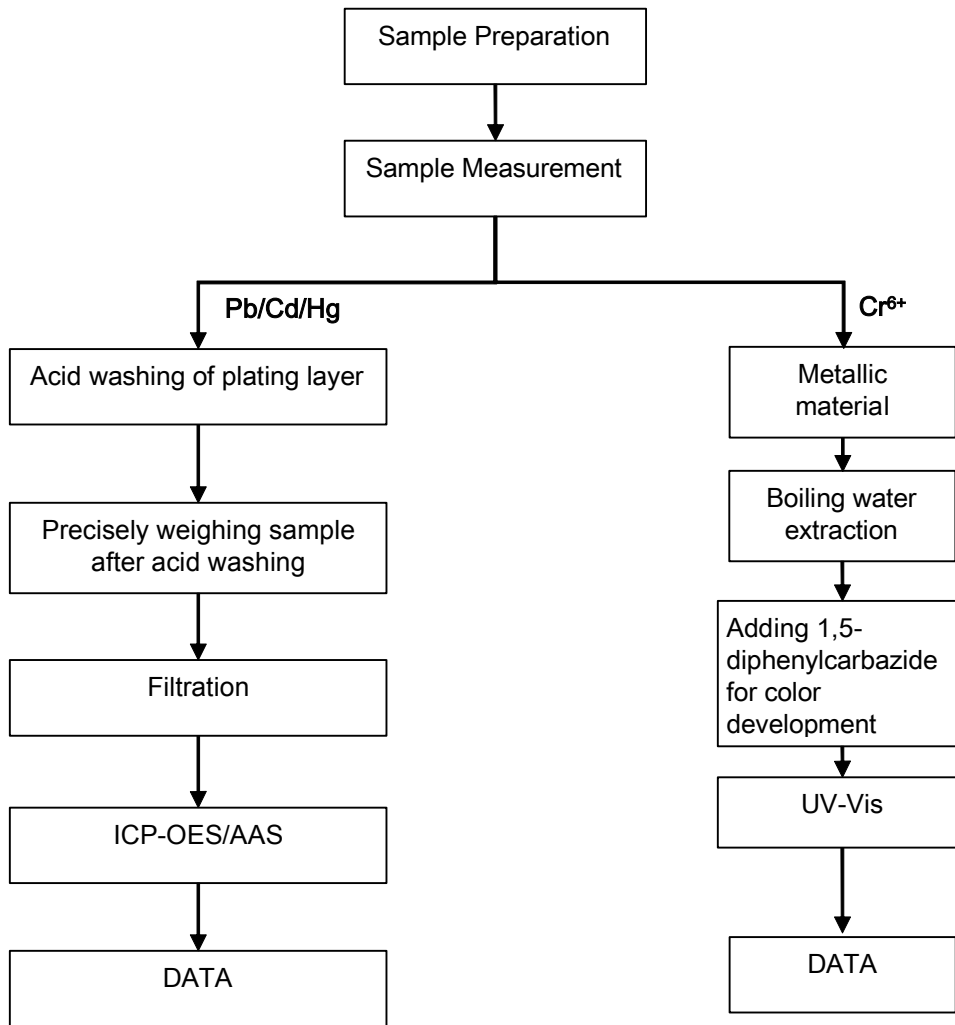 Sample Preparation
Sample Measurement
Pb/Cd/Hg
Cr⁶⁺
Acid washing of plating layer
Precisely weighing sample
after acid washing
Filtration
ICP-OES/AAS
DATA
Metallic
material
Boiling water
extraction
Adding 1,5-
diphenylcarbazide
for color
development
UV-Vis
DATA